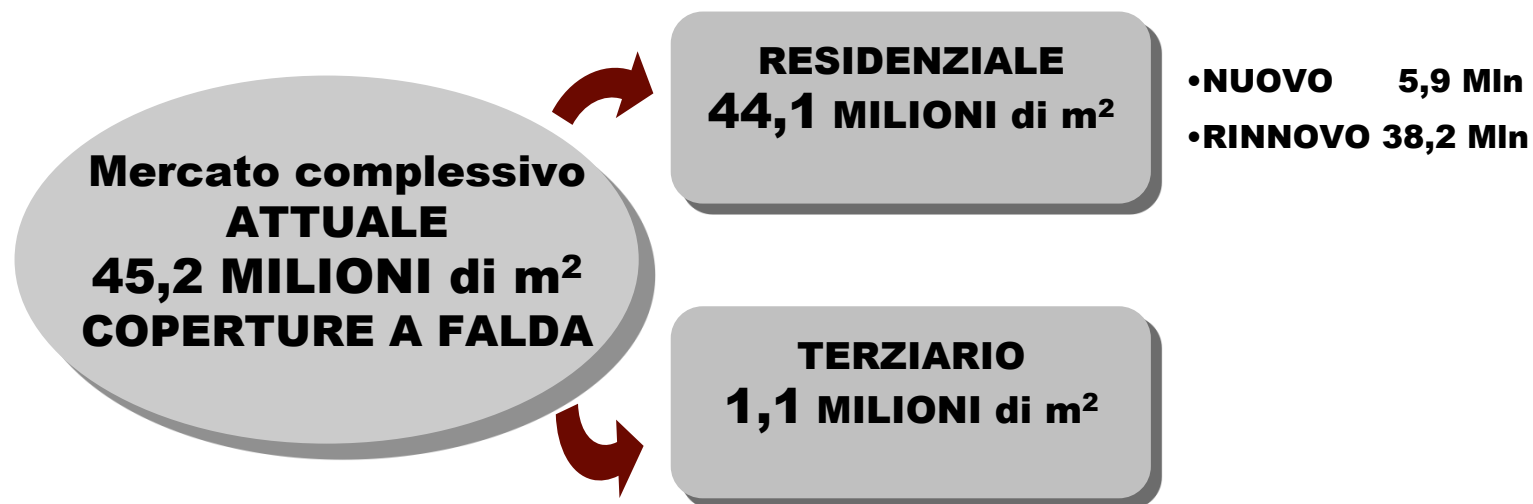 Mercato complessivo
ATTUALE
45,2 MILIONI di m²
COPERTURE A FALDA
RESIDENZIALE
44,1 MILIONI di m²
•NUOVO 5,9 Mln
•RINNOVO 38,2 Mln
TERZIARIO
1,1 MILIONI di m²